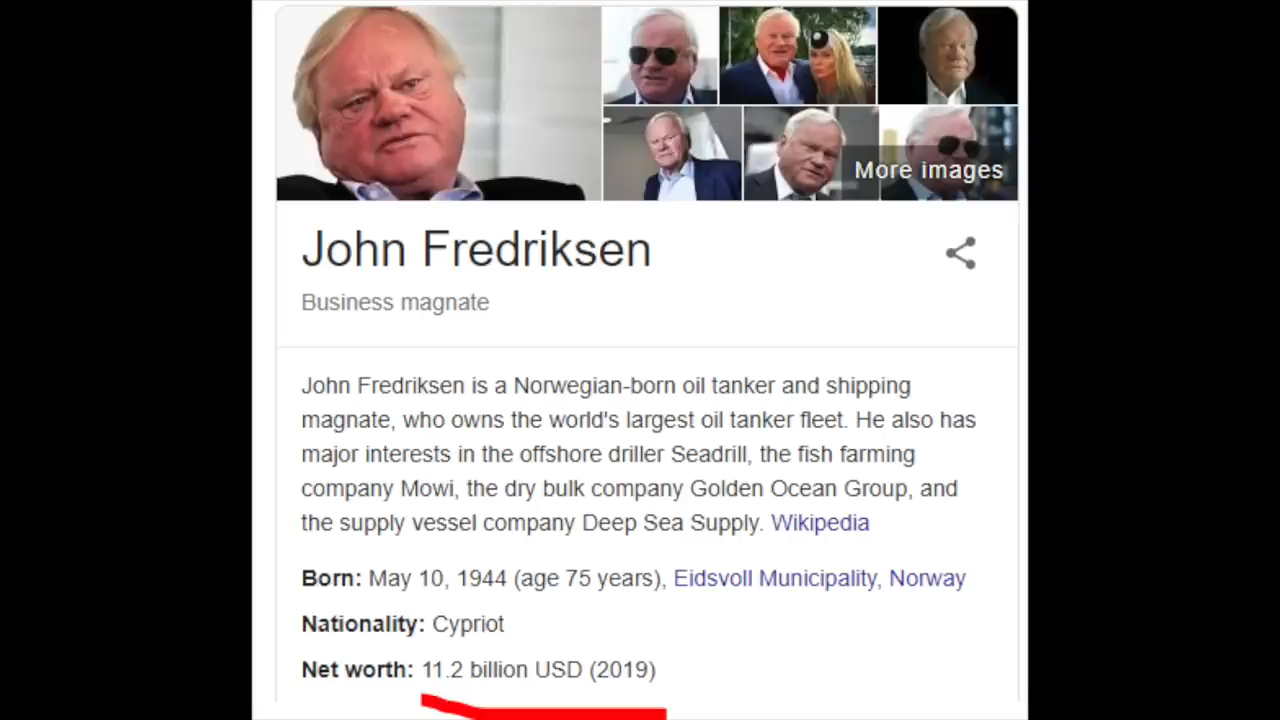 More images
John Fredriksen
Business magnate
John Fredriksen is a Norwegian-born oil tanker and shipping
magnate, who owns the world's largest oil tanker fleet. He also has
major interests in the offshore driller Seadrill, the fish farming
company Mowi, the dry bulk company Golden Ocean Group, and
the supply vessel company Deep Sea Supply. Wikipedia
Born: May 10, 1944 (age 75 years), Eidsvoll Municipality, Norway
Nationality: Cypriot
Net worth: 11.2 billion USD (2019)